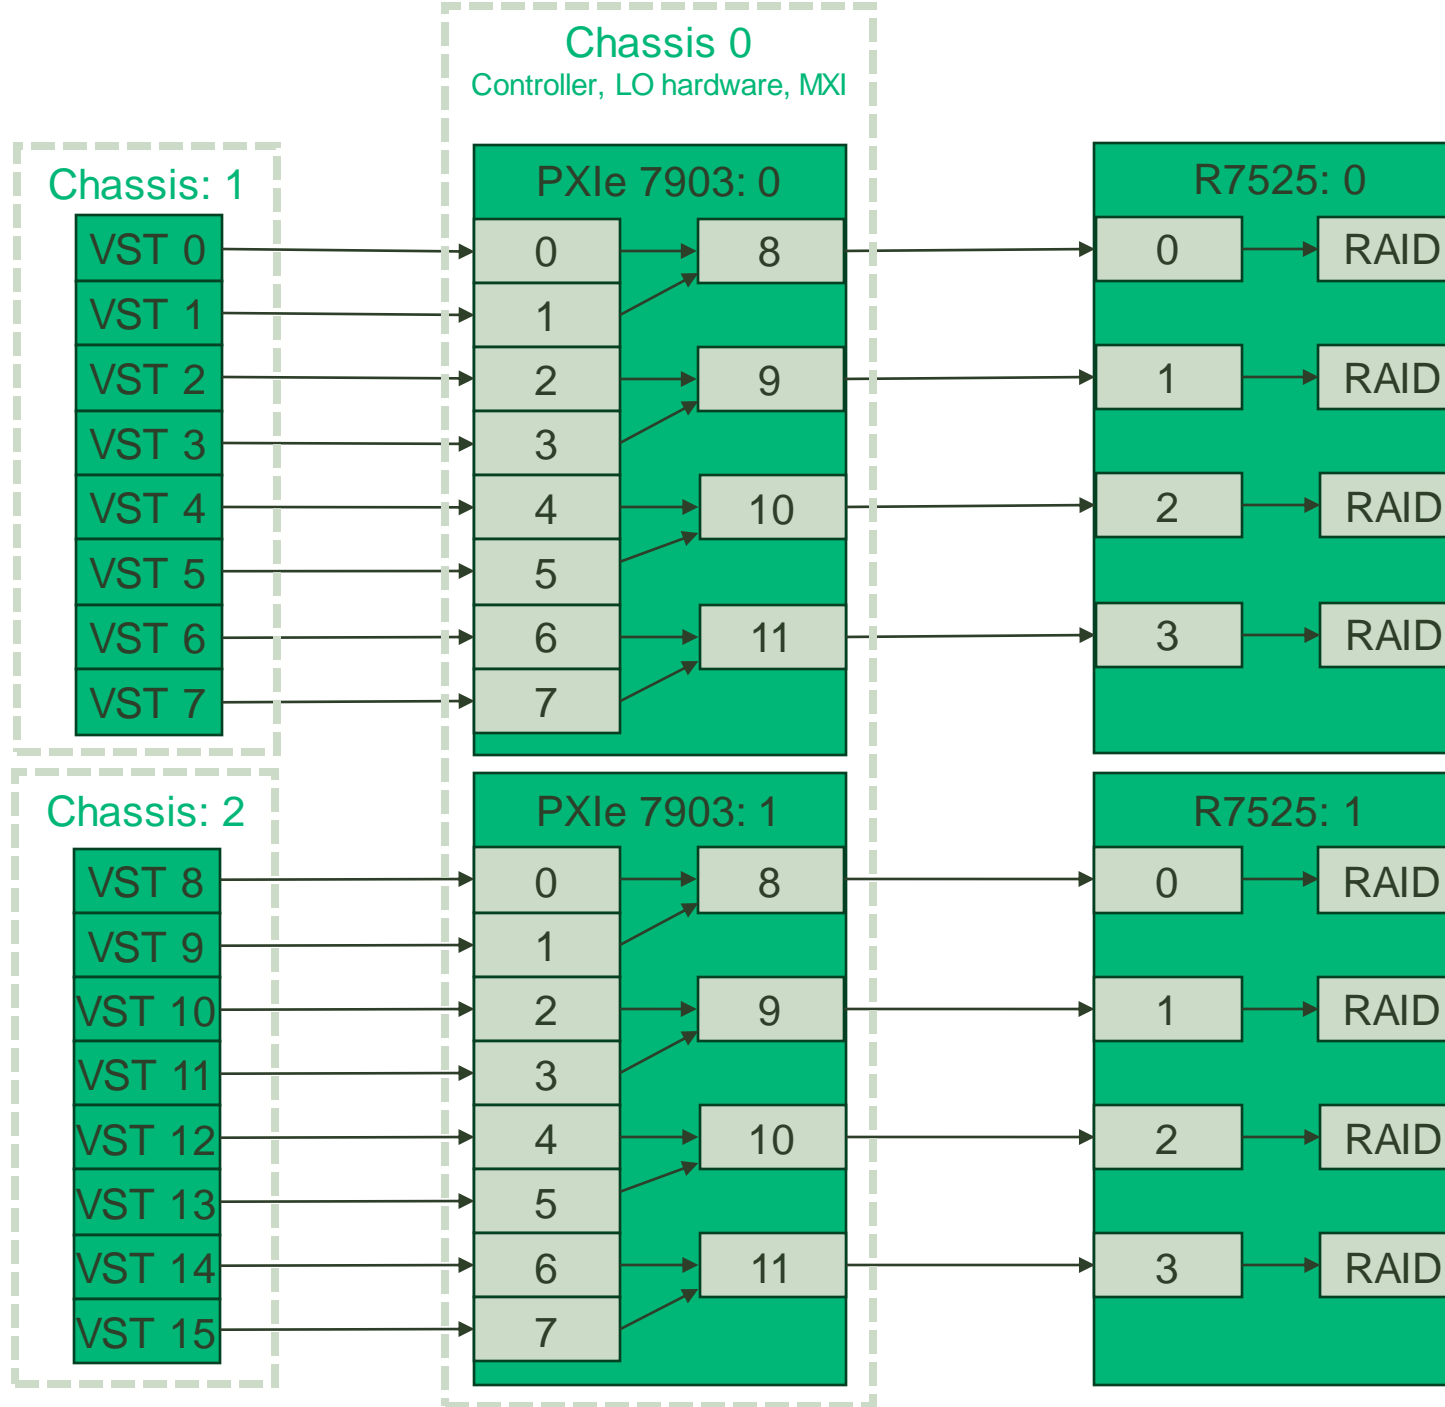 Chassis 0
Controller, LO hardware, MXI
Chassis: 1
VST 0
VST 1
VST 2
VST 3
VST 4
VST 5
VST 6
VST 7
PXIe 7903: 0
0
8
1
2
9
3
4
10
5
6
11
7
R7525: 0
0
RAID
1
RAID
2
RAID
3
RAID
Chassis: 2
VST 8
VST 9
VST 10
VST 11
VST 12
VST 13
VST 14
VST 15
PXIe 7903: 1
0
8
1
2
9
3
4
10
5
6
11
7
R7525: 1
0
RAID
1
RAID
2
RAID
3
RAID